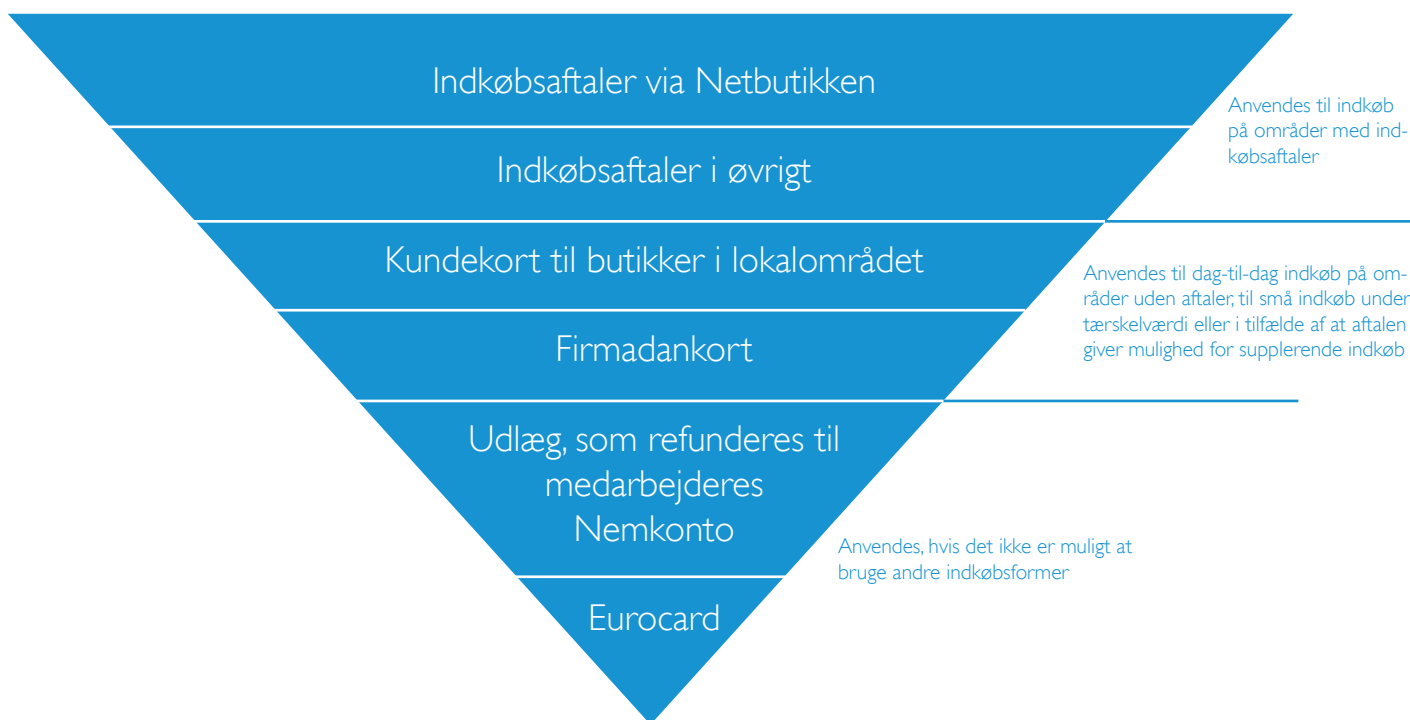 Indkøbsaftaler via Netbutikken
Anvendes til indkøb
på områder med ind-
købsaftaler
Indkøbsaftaler i øvrigt
Kundekort til butikker i lokalområdet
Anvendes til dag-til-dag indkøb på om-
råder uden aftaler, til små indkøb under
tærskelværdi eller i tilfælde af at aftalen
giver mulighed for supplerende indkøb
Firmadankort
Udlæg, som refunderes til
medarbejderes
Nemkonto
Anvendes, hvis det ikke er muligt at
bruge andre indkøbsformer
Eurocard